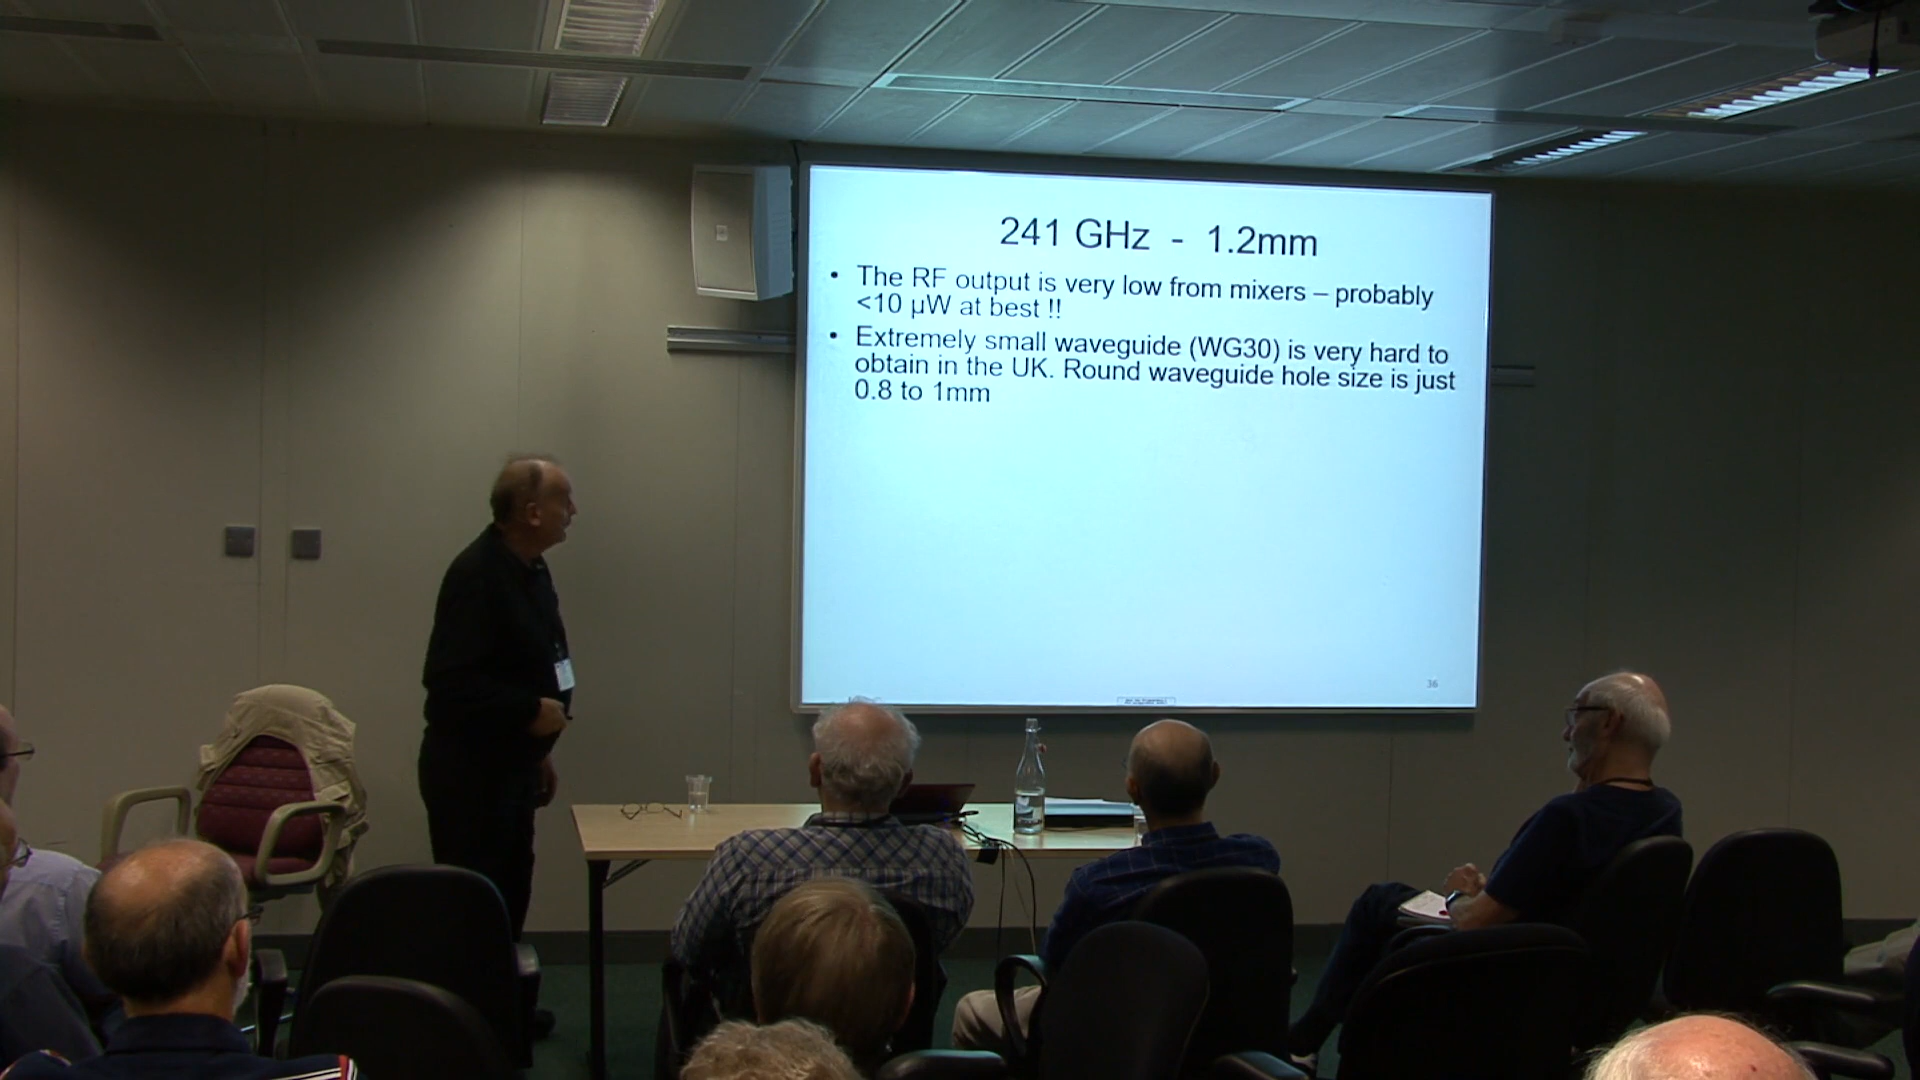 241 GHz - 1.2mm
• The RF output is very low from mixers – probably
<10 µW at best !!
• Extremely small waveguide (WG30) is very hard to
obtain in the UK. Round waveguide hole size is just
0.8 to 1mm
36